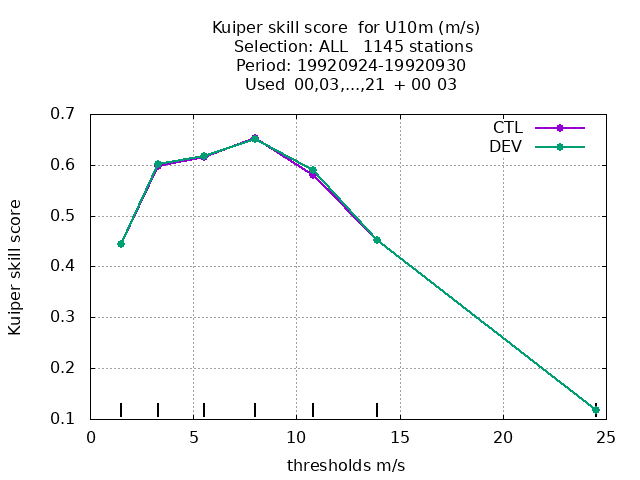 Kuiper skill score for U10m (m/s)
Selection: ALL 1145 stations
Period: 19920924-19920930
Used 00,03,...,21 + 00 03
CTL
DEV
Kuiper skill score
0.7
0.6
0.5
0.4
0.3
0.2
0.1
0 5 10 15 20 25
thresholds m/s